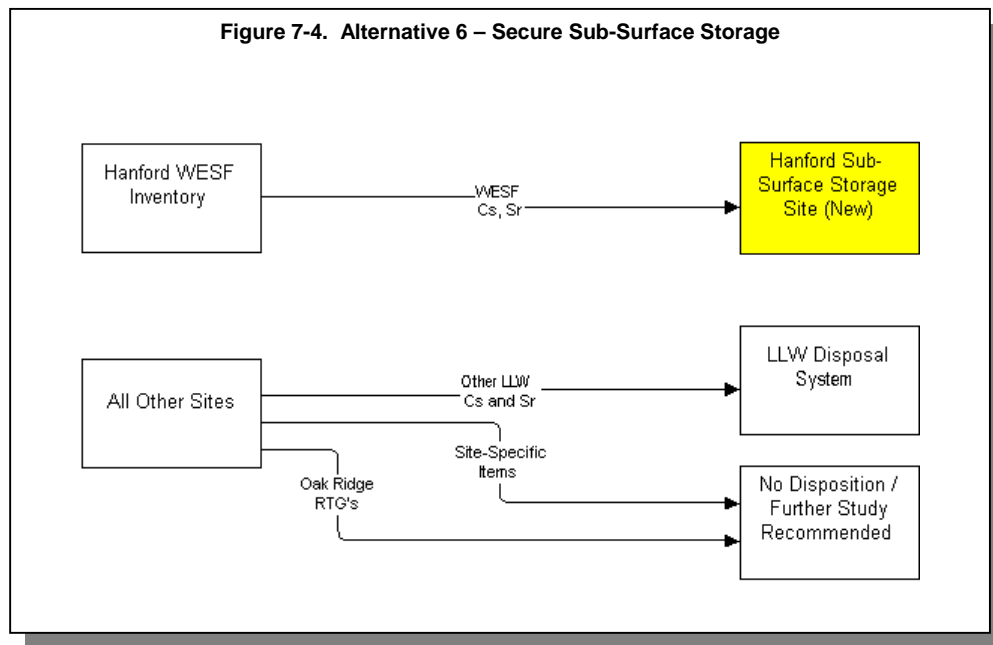 Figure 7-4. Alternative 6 – Secure Sub-Surface Storage
Hanford WESF
Inventory
WESF
Cs, Sr
Hanford Sub-
Surface Storage
Site (New)
All Other Sites
Other LLW
Cs and Sr
LLW Disposal
System
Site-Specific
Items
Oak Ridge
RTG's
No Disposition /
Further Study
Recommended